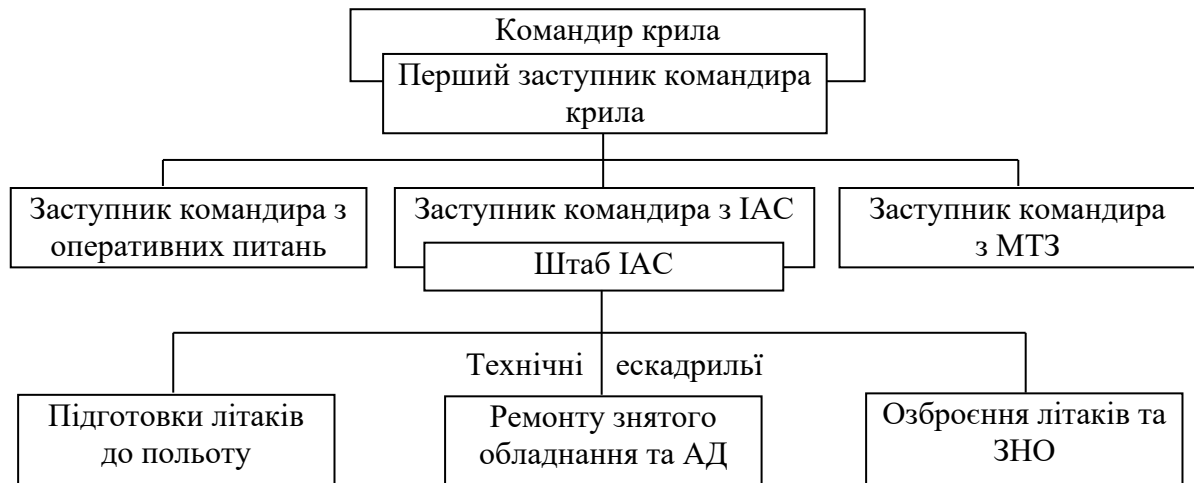 Командир крила
Перший заступник командира
крила
Заступник командира з
оперативних питань
Заступник командира з ІАС
Штаб ІАС
Заступник командира
з МТЗ
Технічні ескадрильї
Підготовки літаків
до польоту
Ремонту знятого
обладнання та АД
Озброєння літаків та
ЗНО